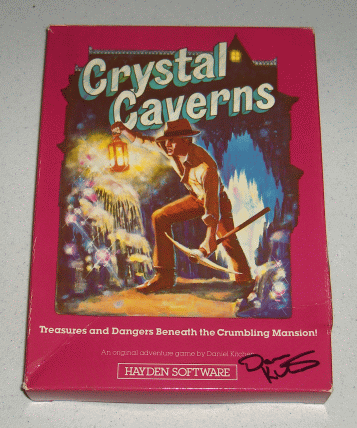 Crystal
Caverns
Treasures and Dangers Beneath the Crumbling Mansion!
An original adventure game by Daniel Kitchen
HAYDEN SOFTWARE